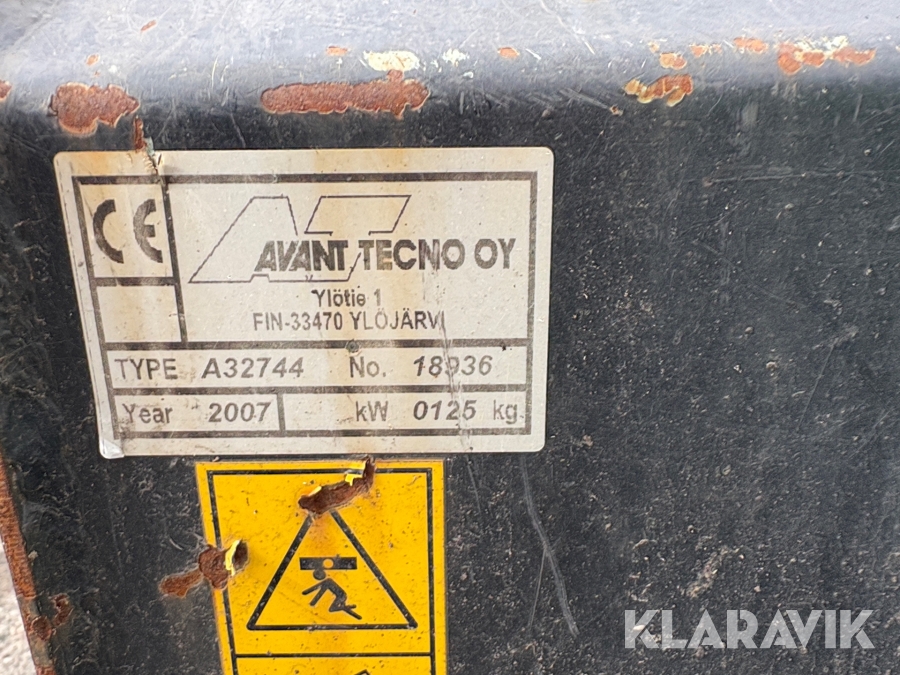 CE
AVANT TECNO OY
Ylötie 1
FIN-33470 YLÖJÄRVI
TYPE A32744 No. 18936
Year 2007 kW 0125 kg
KLARAVIK